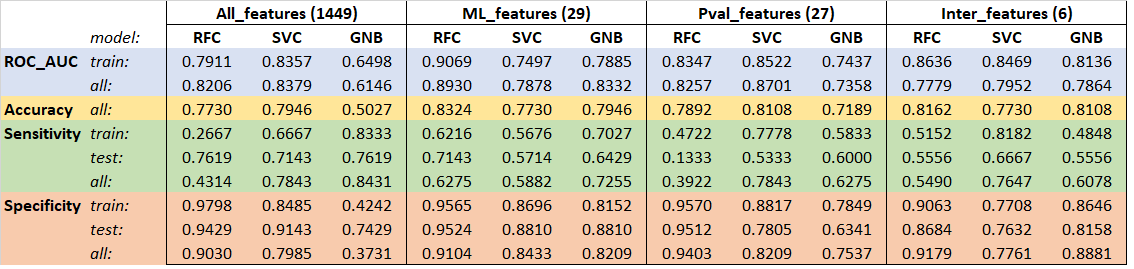 All_features (1449) ML_features (29) Pval_features (27) Inter_features (6)
model: RFC SVC GNB RFC SVC GNB RFC SVC GNB RFC SVC GNB
ROC_AUC train: 0.7911 0.8357 0.6498 0.9069 0.7497 0.7885 0.8347 0.8522 0.7437 0.8636 0.8469 0.8136
all: 0.8206 0.8379 0.6146 0.8930 0.7878 0.8332 0.8257 0.8701 0.7358 0.7779 0.7952 0.7864
Accuracy all: 0.7730 0.7946 0.5027 0.8324 0.7730 0.7946 0.7892 0.8108 0.7189 0.8162 0.7730 0.8108
Sensitivity train: 0.2667 0.6667 0.8333 0.6216 0.5676 0.7027 0.4722 0.7778 0.5833 0.5152 0.8182 0.4848
test: 0.7619 0.7143 0.7619 0.7143 0.5714 0.6429 0.1333 0.5333 0.6000 0.5556 0.6667 0.5556
all: 0.4314 0.7843 0.8431 0.6275 0.5882 0.7255 0.3922 0.7843 0.6275 0.5490 0.7647 0.6078
Specificity train: 0.9798 0.8485 0.4242 0.9565 0.8696 0.8152 0.9570 0.8817 0.7849 0.9063 0.7708 0.8646
test: 0.9429 0.9143 0.7429 0.9524 0.8810 0.8810 0.9512 0.7805 0.6341 0.8684 0.7632 0.8158
all: 0.9030 0.7985 0.3731 0.9104 0.8433 0.8209 0.9403 0.8209 0.7537 0.9179 0.7761 0.8881